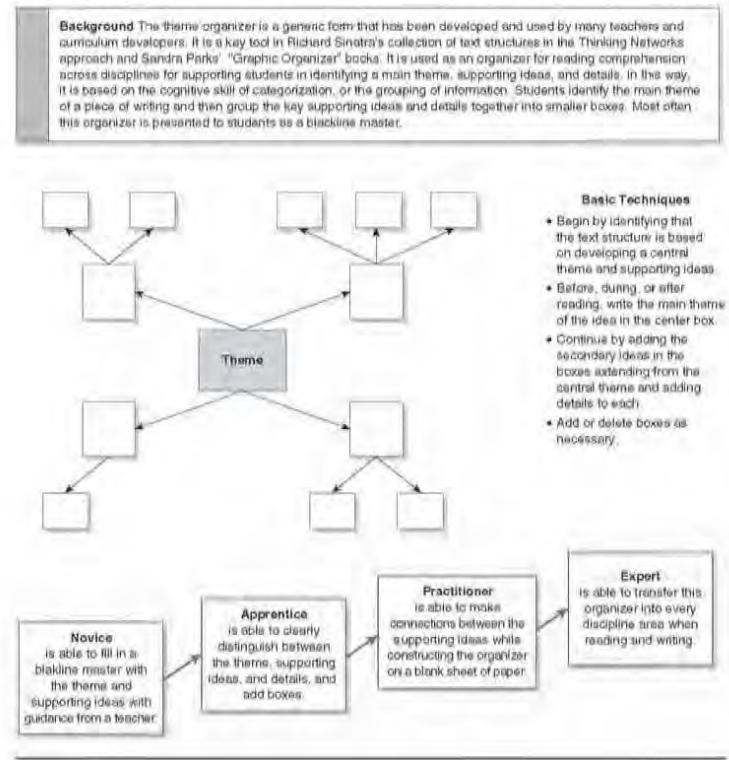 Background The theme organizer is a generic form that has been developed and used by many teachers and
curriculum developers. It is a key tool in Richard Sinatra's collection of text structures in the Thinking Networks
approach and Sandra Parks' "Graphic Organizer" books. It is used as an organizer for reading comprehension
across disciplines for supporting students in identifying a main theme, supporting ideas, and details. In this way,
it is based on the cognitive skill of categorization, or the grouping of information. Students identify the main theme
of a piece of writing and then group the key supporting ideas and details together into smaller boxes. Most often
this organizer is presented to students as a blackline master.
Theme
Basic Techniques
• Begin by identifying that
the text structure is based
on developing a central
theme and supporting ideas.
• Before, during, or after
reading, write the main theme
of the idea in the center box.
• Continue by adding the
secondary ideas in the
boxes extending from the
central theme and adding
details to each.
• Add or delete boxes as
necessary.
Novice
is able to fill in a
blakline master with
the theme and
supporting ideas with
guidance from a teacher.
Apprentice
is able to clearly
distinguish between
the theme, supporting
ideas, and details, and
add boxes.
Practitioner
is able to make
connections between the
supporting ideas while
constructing the organizer
on a blank sheet of paper.
Expert
is able to transfer this
organizer into every
discipline area when
reading and writing.